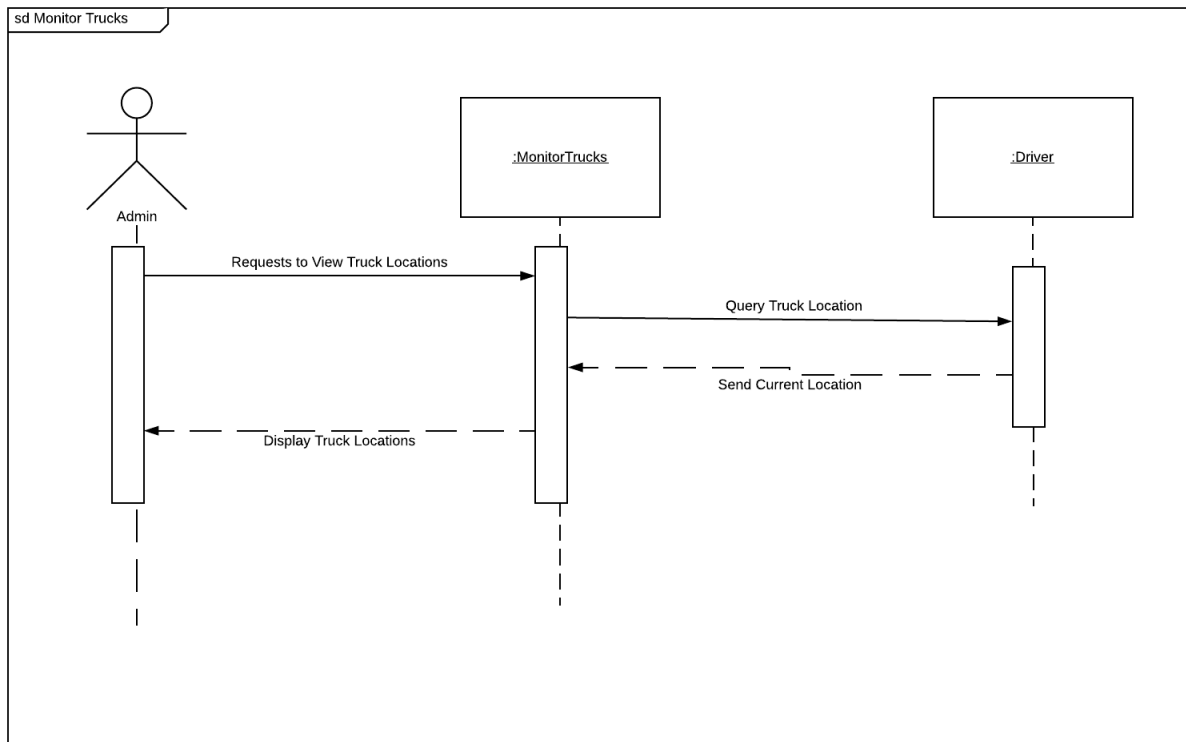 sd Monitor Trucks
:MonitorTrucks
:Driver
Admin
Requests to View Truck Locations
Query Truck Location
Send Current Location
Display Truck Locations